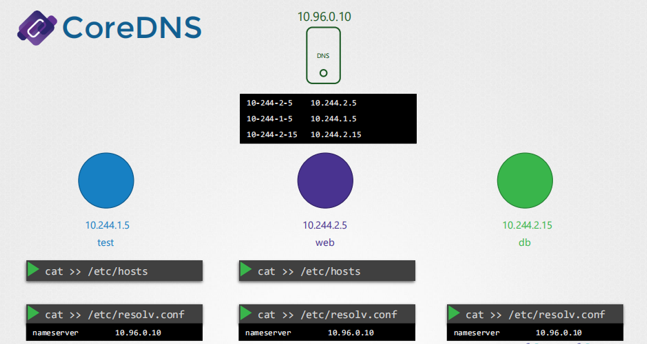 CoreDNS
10.96.0.10
DNS
10-244-2-5 10.244.2.5
10-244-1-5 10.244.1.5
10-244-2-15 10.244.2.15
10.244.1.5
test
10.244.2.5
web
10.244.2.15
db
cat >> /etc/hosts
cat >> /etc/hosts
cat >> /etc/resolv.conf
nameserver 10.96.0.10
cat >> /etc/resolv.conf
nameserver 10.96.0.10
cat >> /etc/resolv.conf
nameserver 10.96.0.10